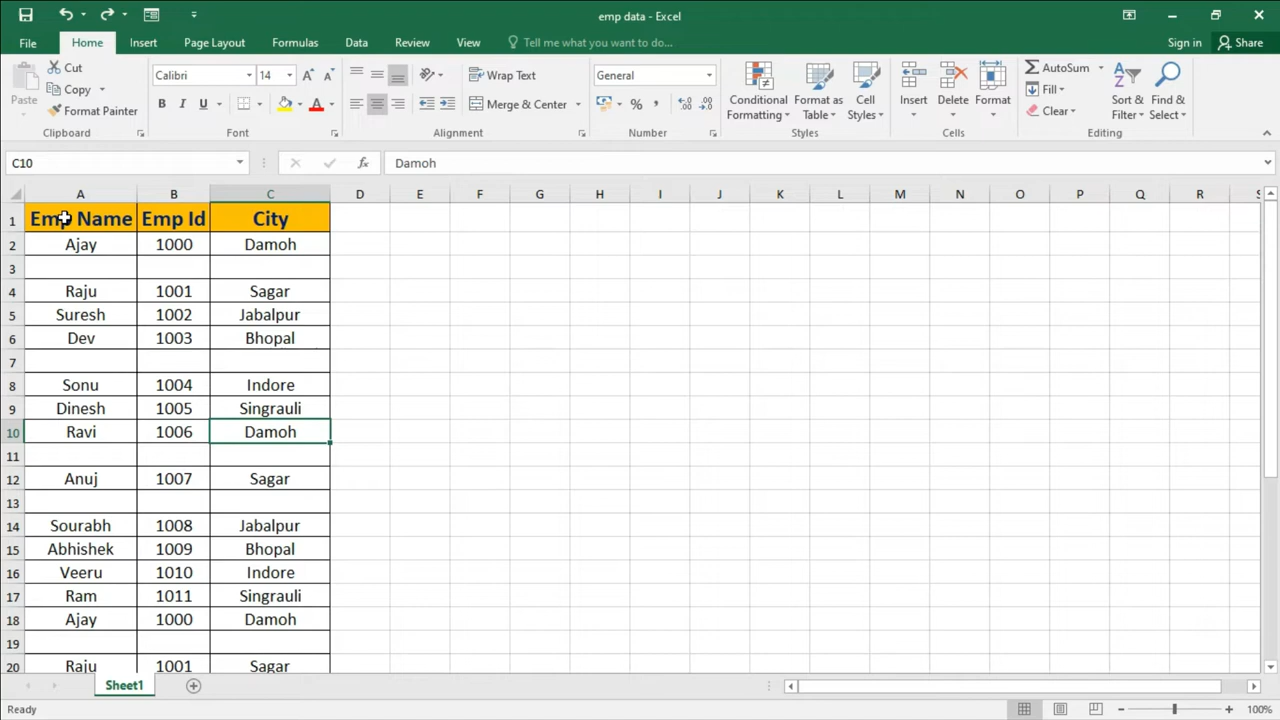 emp data - Excel
File Home Insert Page Layout Formulas Data Review View Tell me what you want to do... Sign in Share
Cut
Copy
Format Painter
Paste
Clipboard
Calibri 14
B I U
Font
Wrap Text
Merge & Center
Alignment
General
%
Number
Conditional Formatting
Format as Table
Cell Styles
Styles
Insert Delete Format
Cells
AutoSum
Fill
Clear
Sort & Filter
Find & Select
Editing
C10 fx Damoh
A B C D E F G H I J K L M N O P Q R S
1 Emp Name Emp Id City
2 Ajay 1000 Damoh
3
4 Raju 1001 Sagar
5 Suresh 1002 Jabalpur
6 Dev 1003 Bhopal
7
8 Sonu 1004 Indore
9 Dinesh 1005 Singrauli
10 Ravi 1006 Damoh
11
12 Anuj 1007 Sagar
13
14 Sourabh 1008 Jabalpur
15 Abhishek 1009 Bhopal
16 Veeru 1010 Indore
17 Ram 1011 Singrauli
18 Ajay 1000 Damoh
19
20 Raju 1001 Sagar
Sheet1
Ready 100%